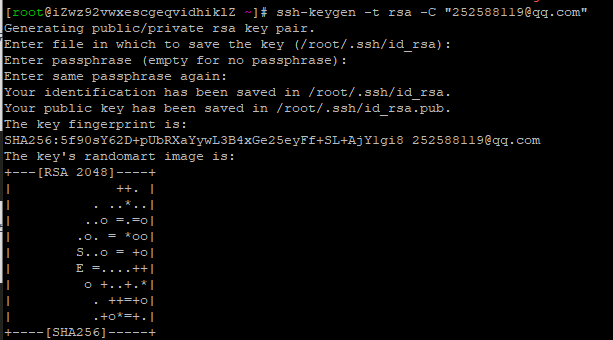 [root@iZwz92vwxescgeqvidhiklZ ~]# ssh-keygen -t rsa -C "252588119@qq.com"
Generating public/private rsa key pair.
Enter file in which to save the key (/root/.ssh/id_rsa):
Enter passphrase (empty for no passphrase):
Enter same passphrase again:
Your identification has been saved in /root/.ssh/id_rsa.
Your public key has been saved in /root/.ssh/id_rsa.pub.
The key fingerprint is:
SHA256:5f90sY62D+pUbRXaYywL3B4xGe25eyFf+SL+AjYlgi8 252588119@qq.com
The key's randomart image is:
+---[RSA 2048]----+
|             ++. |
|          . ..*..|
|         ..o =.=o|
|        .o. = *oo|
|        S..o = +o|
|        E =....++|
|         o +..+.*|
|          . ++=+o|
|          .+o*=+.|
+----[SHA256]-----+